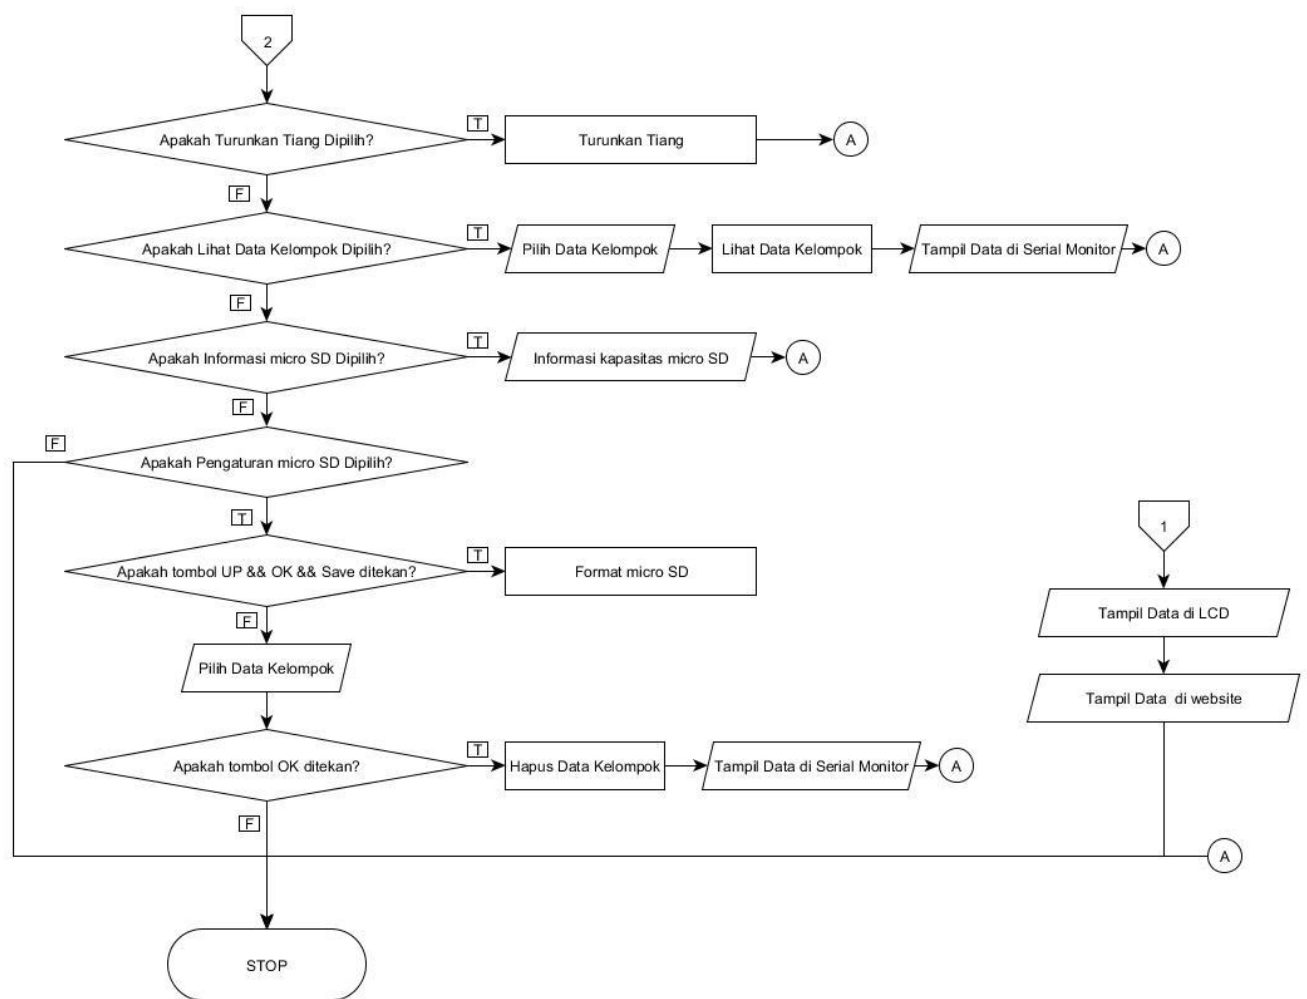 2
Apakah Turunkan Tiang Dipilih?
T
Turunkan Tiang
A
F
Apakah Lihat Data Kelompok Dipilih?
T
Pilih Data Kelompok
Lihat Data Kelompok
Tampil Data di Serial Monitor
A
F
Apakah Informasi micro SD Dipilih?
T
Informasi kapasitas micro SD
A
F
F
Apakah Pengaturan micro SD Dipilih?
T
Apakah tombol UP && OK && Save ditekan?
T
Format micro SD
F
Pilih Data Kelompok
Apakah tombol OK ditekan?
T
Hapus Data Kelompok
Tampil Data di Serial Monitor
A
F
1
Tampil Data di LCD
Tampil Data di website
A
STOP